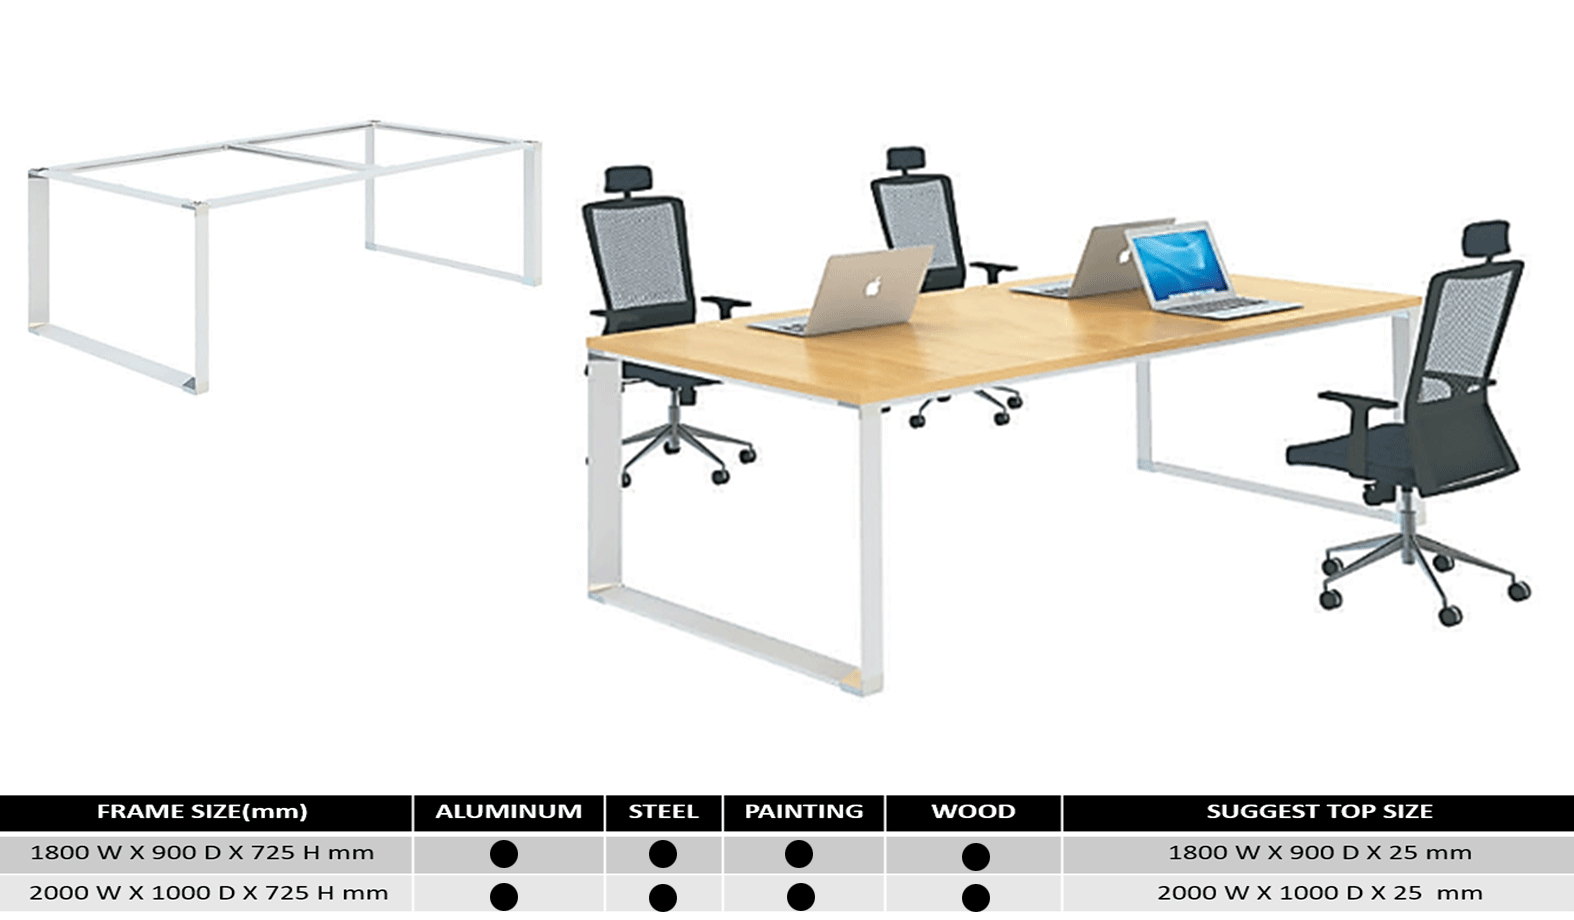 FRAME SIZE(mm) ALUMINUM STEEL PAINTING WOOD SUGGEST TOP SIZE
1800 W X 900 D X 725 H mm ● ● ● ● 1800 W X 900 D X 25 mm
2000 W X 1000 D X 725 H mm ● ● ● ● 2000 W X 1000 D X 25 mm